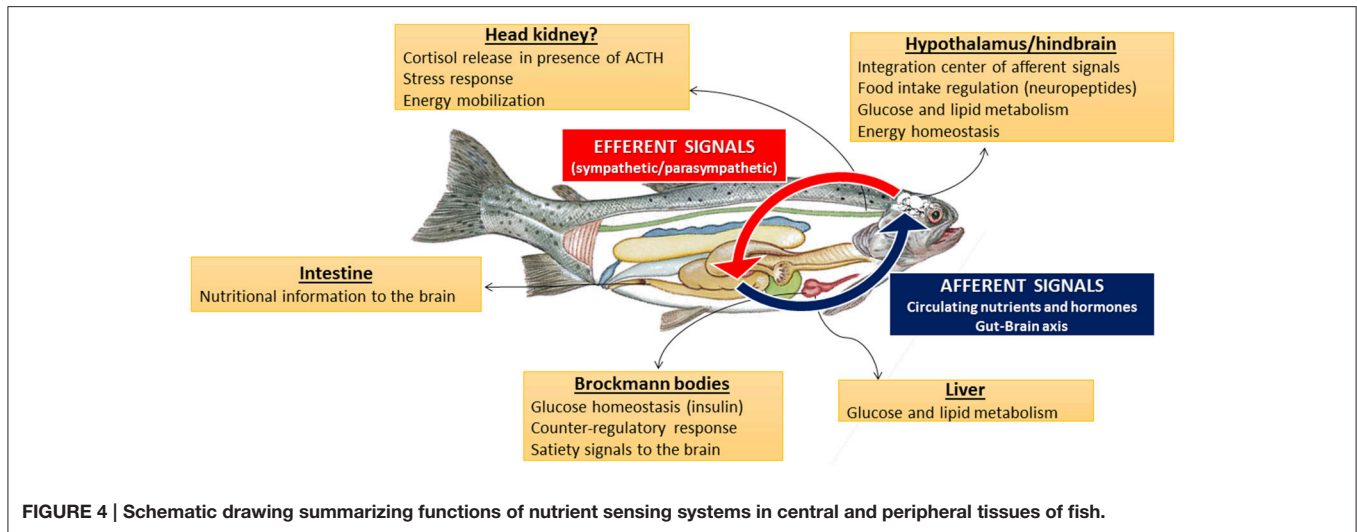 Head kidney?
Cortisol release in presence of ACTH
Stress response
Energy mobilization
Hypothalamus/hindbrain
Integration center of afferent signals
Food intake regulation (neuropeptides)
Glucose and lipid metabolism
Energy homeostasis
EFFERENT SIGNALS
(sympathetic/parasympathetic)
Intestine
Nutritional information to the brain
AFFERENT SIGNALS
Circulating nutrients and hormones
Gut-Brain axis
Brockmann bodies
Glucose homeostasis (insulin)
Counter-regulatory response
Satiety signals to the brain
Liver
Glucose and lipid metabolism
FIGURE 4 | Schematic drawing summarizing functions of nutrient sensing systems in central and peripheral tissues of fish.